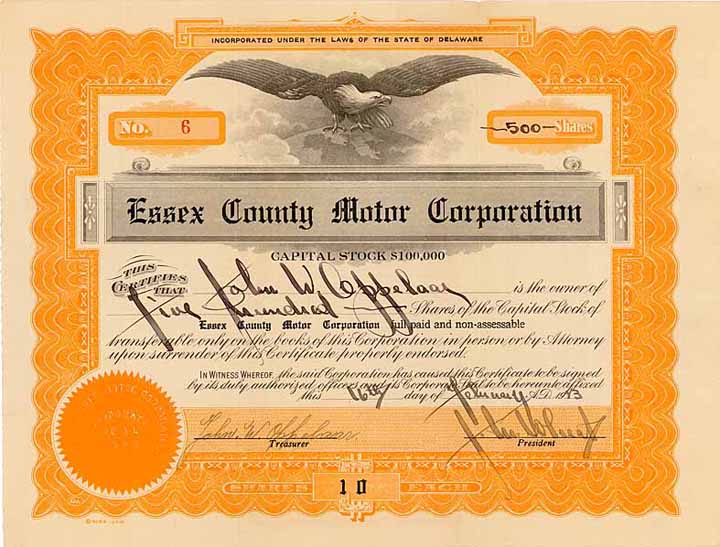 INCORPORATED UNDER THE LAWS OF THE STATE OF DELAWARE
No. 6
500 Shares
Essex County Motor Corporation
CAPITAL STOCK $100,000
THIS CERTIFIES THAT John W. Oppelaar is the owner of
Five Hundred Shares of the Capital Stock of
Essex County Motor Corporation full paid and non-assessable
transferable only on the books of this Corporation in person or by Attorney
upon surrender of this Certificate properly endorsed.
IN WITNESS WHEREOF, the said Corporation has caused this Certificate to be signed
by its duly authorized officers and its Corporate Seal to be hereunto affixed
this 16th day of February A.D. 1913
John W. Oppelaar
Treasurer
President
SHARES 10 EACH